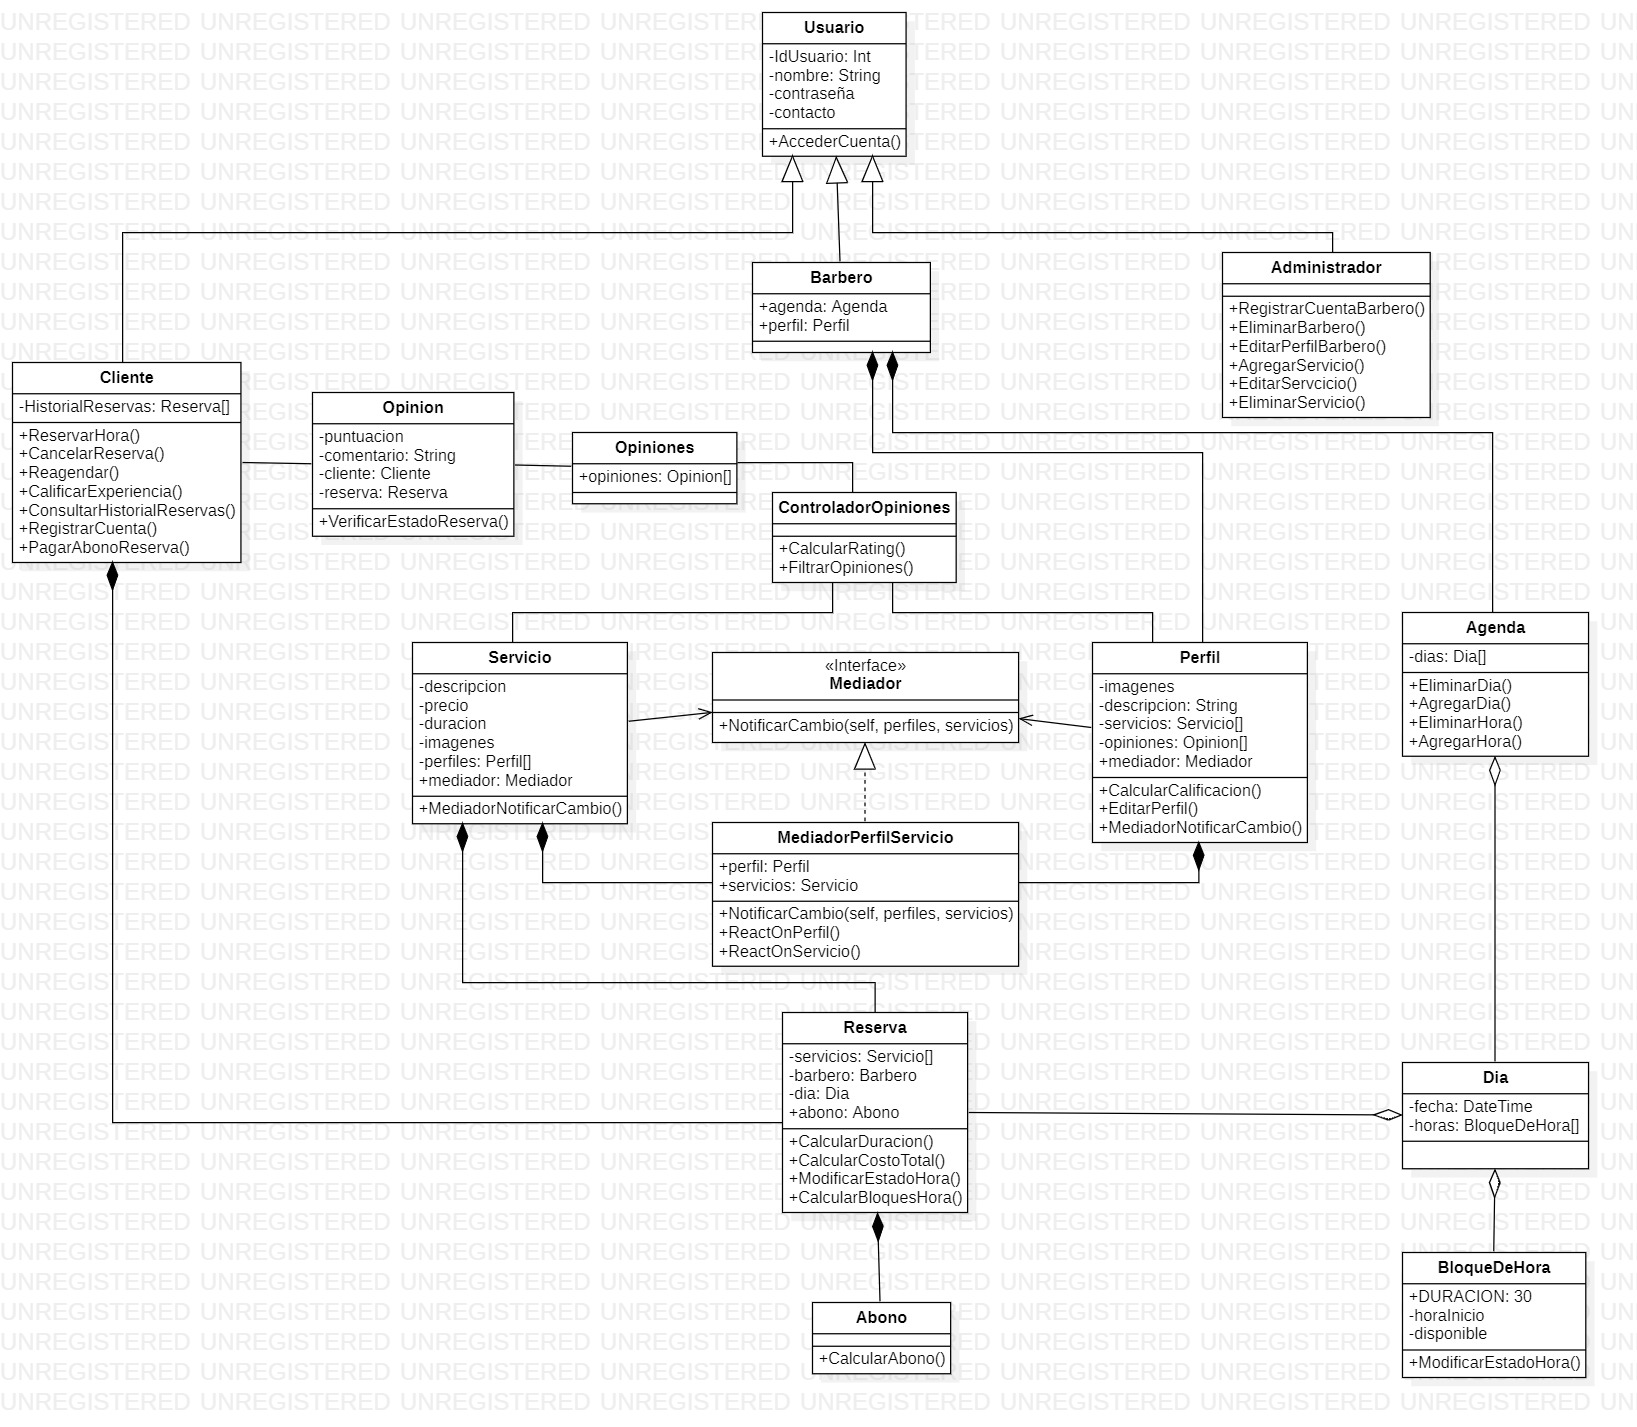 Usuario
-IdUsuario: Int
-nombre: String
-contraseña
-contacto
+AccederCuenta()
Barbero
+agenda: Agenda
+perfil: Perfil
Administrador
+RegistrarCuentaBarbero()
+EliminarBarbero()
+EditarPerfilBarbero()
+AgregarServicio()
+EditarServcicio()
+EliminarServicio()
Cliente
-HistorialReservas: Reserva[]
+ReservarHora()
+CancelarReserva()
+Reagendar()
+CalificarExperiencia()
+ConsultarHistorialReservas()
+RegistrarCuenta()
+PagarAbonoReserva()
Opinion
-puntuacion
-comentario: String
-cliente: Cliente
-reserva: Reserva
+VerificarEstadoReserva()
Opiniones
+opiniones: Opinion[]
ControladorOpiniones
+CalcularRating()
+FiltrarOpiniones()
Servicio
-descripcion
-precio
-duracion
-imagenes
-perfiles: Perfil[]
+mediador: Mediador
+MediadorNotificarCambio()
«Interface»
Mediador
+NotificarCambio(self, perfiles, servicios)
Perfil
-imagenes
-descripcion: String
-servicios: Servicio[]
-opiniones: Opinion[]
+mediador: Mediador
+CalcularCalificacion()
+EditarPerfil()
+MediadorNotificarCambio()
Agenda
-dias: Dia[]
+EliminarDia()
+AgregarDia()
+EliminarHora()
+AgregarHora()
MediadorPerfilServicio
+perfil: Perfil
+servicios: Servicio
+NotificarCambio(self, perfiles, servicios)
+ReactOnPerfil()
+ReactOnServicio()
Reserva
-servicios: Servicio[]
-barbero: Barbero
-dia: Dia
+abono: Abono
+CalcularDuracion()
+CalcularCostoTotal()
+ModificarEstadoHora()
+CalcularBloquesHora()
Dia
-fecha: DateTime
-horas: BloqueDeHora[]
BloqueDeHora
+DURACION: 30
-horaInicio
-disponible
+ModificarEstadoHora()
Abono
+CalcularAbono()
UNREGISTERED